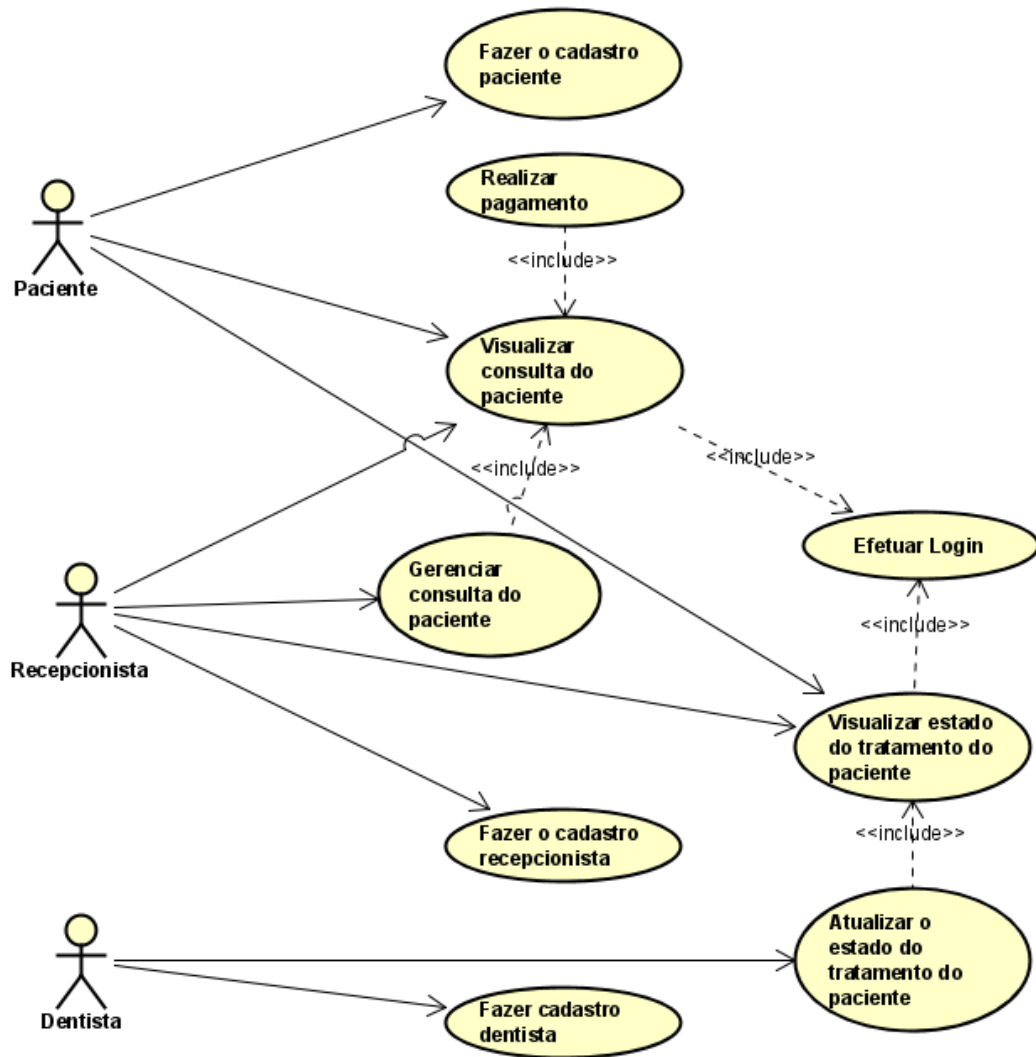 Fazer o cadastro
paciente
Realizar
pagamento
<<include>>
Paciente
Visualizar
consulta do
paciente
<<include>>
<<include>>
Efetuar Login
Gerenciar
consulta do
paciente
<<include>>
Recepcionista
Visualizar estado
do tratamento do
paciente
Fazer o cadastro
recepcionista
<<include>>
Atualizar o
estado do
tratamento do
paciente
Dentista
Fazer cadastro
dentista